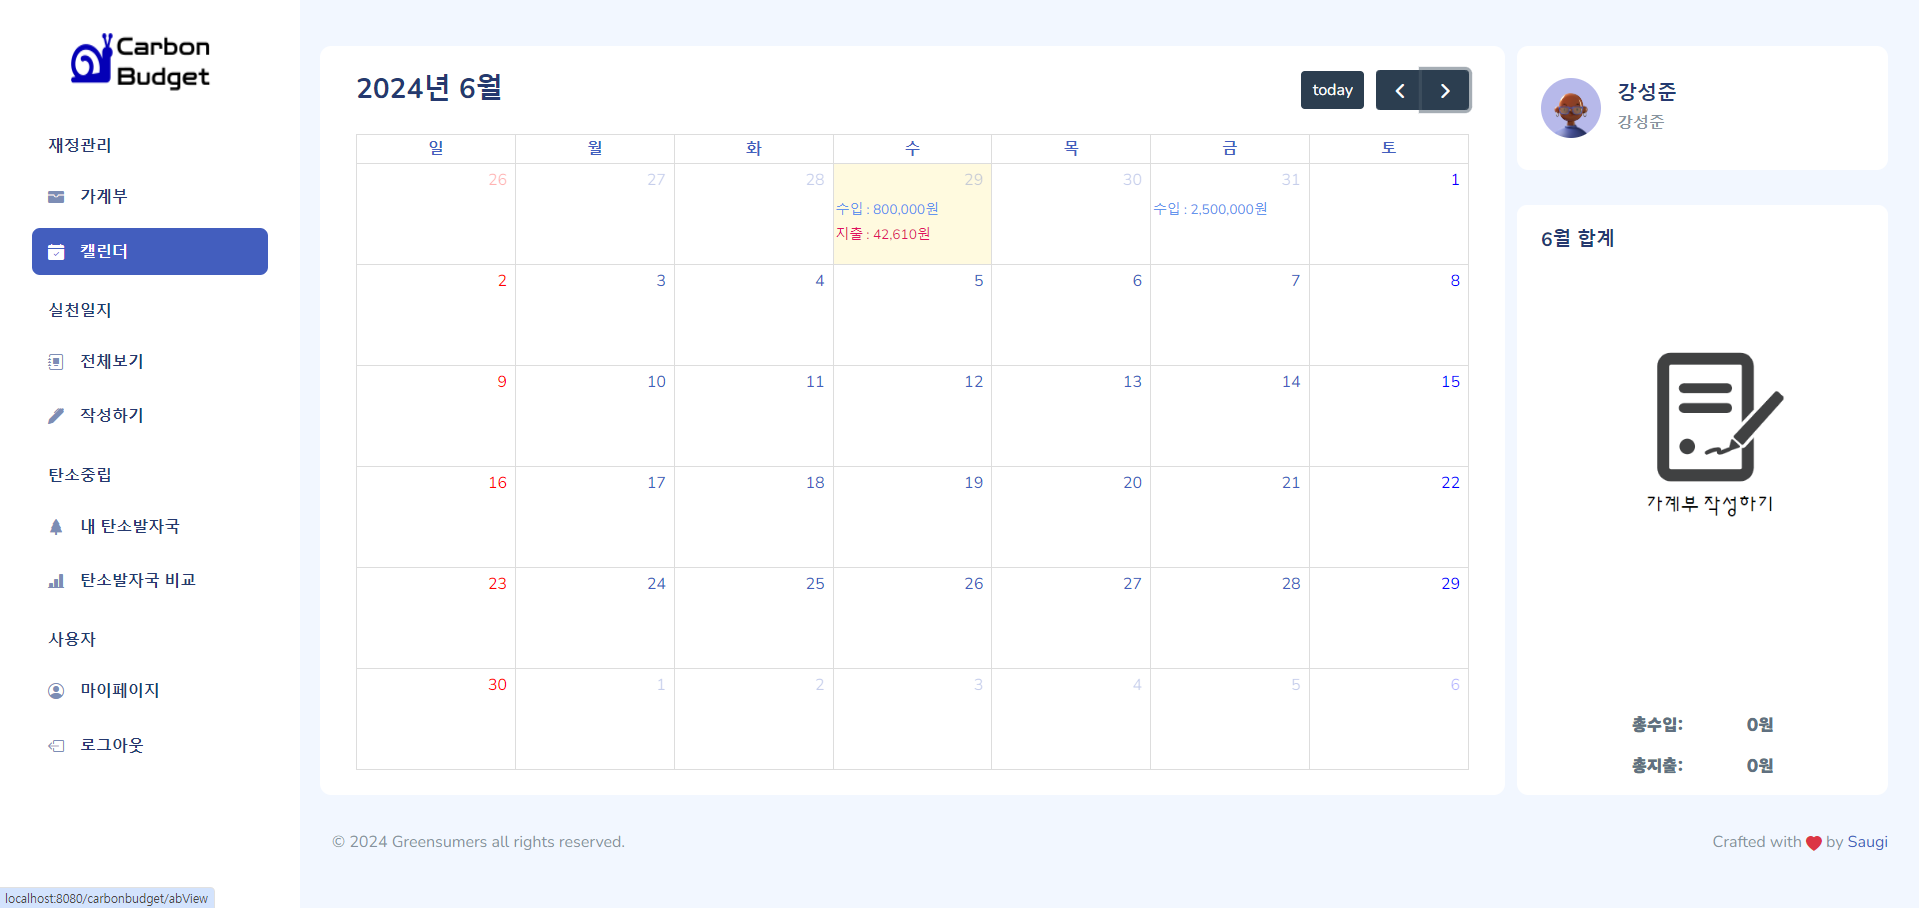 Carbon
Budget
재정관리
가계부
캘린더
실천일지
전체보기
작성하기
탄소중립
내 탄소발자국
탄소발자국 비교
사용자
마이페이지
로그아웃
2024년 6월
today
일 월 화 수 목 금 토
26 27 28 29 30 31 1
수입 : 800,000원 수입 : 2,500,000원
지출 : 42,610원
2 3 4 5 6 7 8
9 10 11 12 13 14 15
16 17 18 19 20 21 22
23 24 25 26 27 28 29
30 1 2 3 4 5 6
강성준
강성준
6월 합계
가계부 작성하기
총수입: 0원
총지출: 0원
© 2024 Greensumers all rights reserved.
Crafted with by Saugi
localhost:8080/carbonbudget/abView